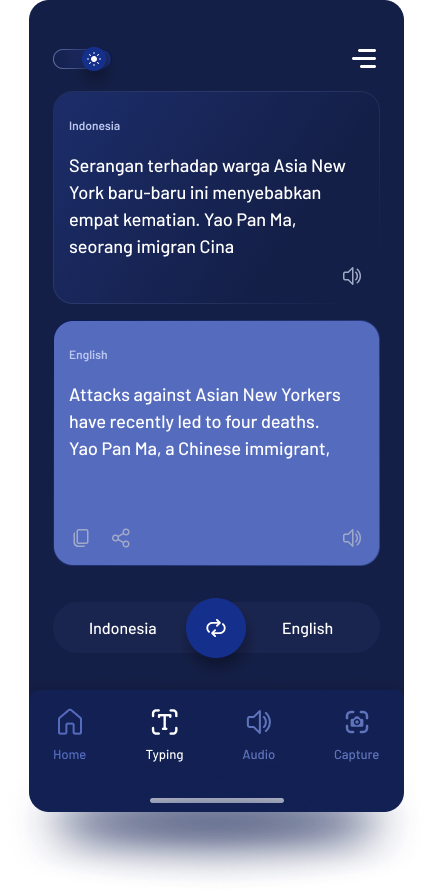 Indonesia
Serangan terhadap warga Asia New
York baru-baru ini menyebabkan
empat kematian. Yao Pan Ma,
seorang imigran Cina
English
Attacks against Asian New Yorkers
have recently led to four deaths.
Yao Pan Ma, a Chinese immigrant,
Indonesia English
T
Home Typing Audio Capture